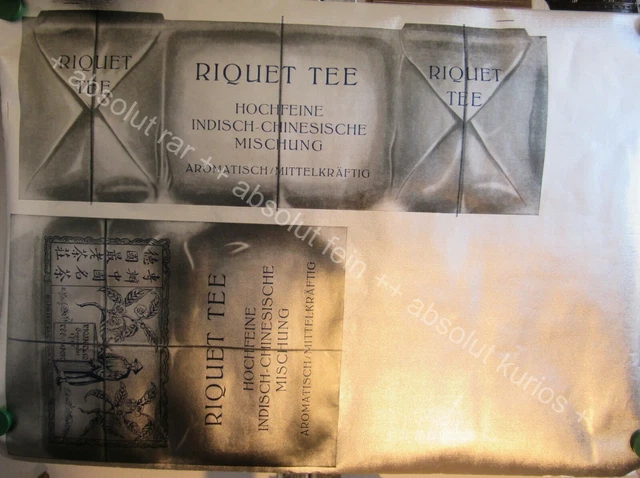 RIQUET
TEE
RIQUET TEE
HOCHFEINE
INDISCH-CHINESISCHE
MISCHUNG
AROMATISCH/MITTELKRÄFTIG
RIQUET
TEE
+ absolut rar ++ absolut fein ++ absolut kurios +
RIQUET TEE
HOCHFEINE
INDISCH-CHINESISCHE
MISCHUNG
AROMATISCH/MITTELKRÄFTIG